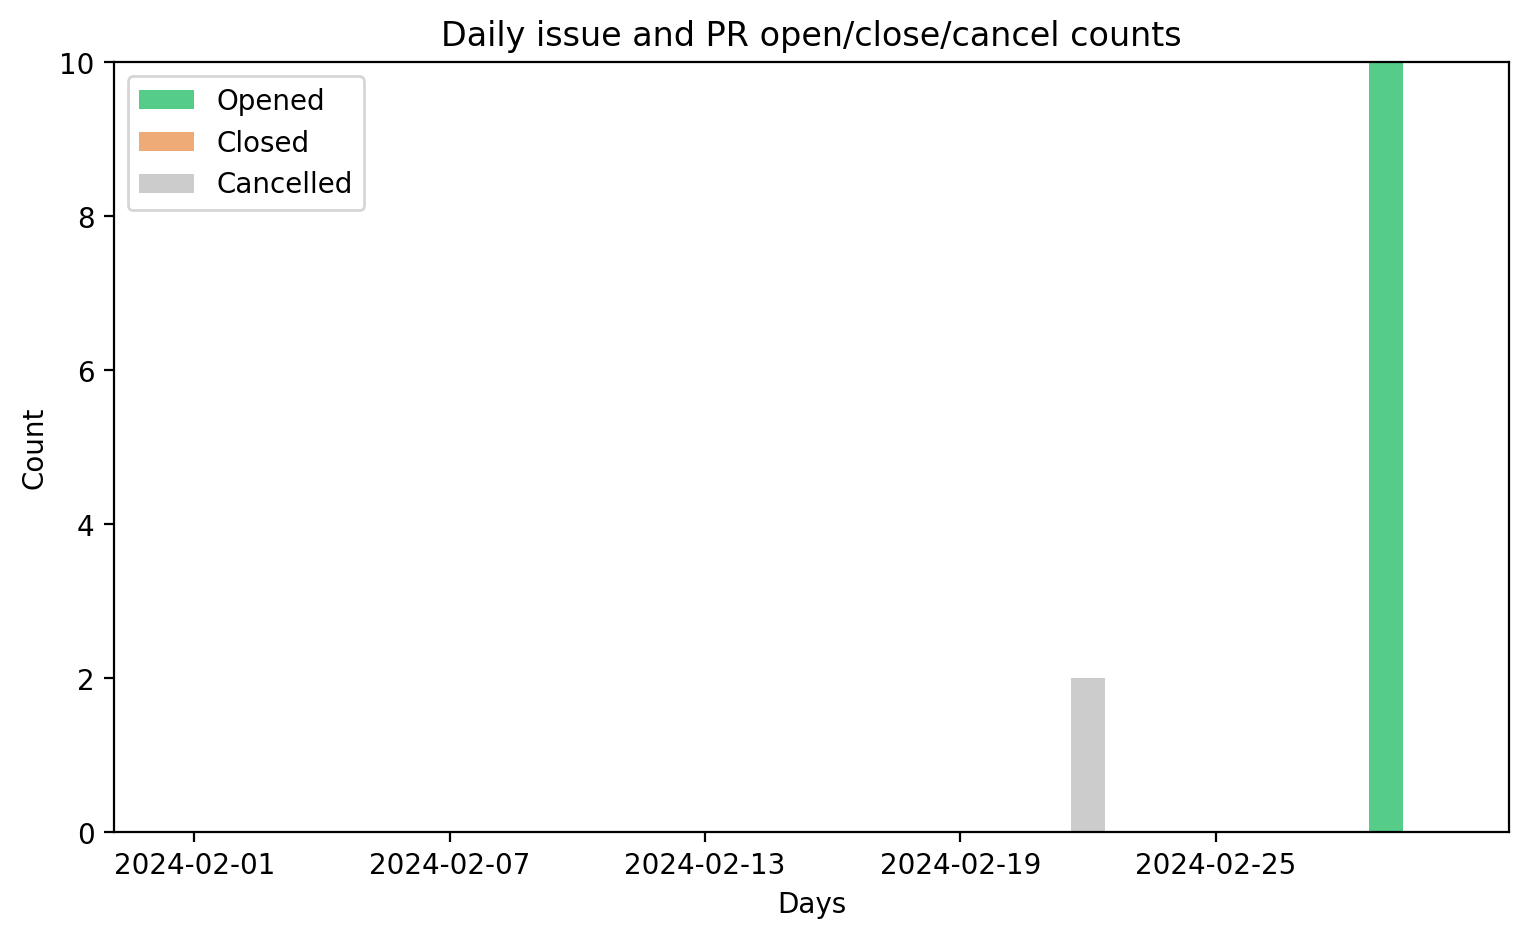 Daily issue and PR open/close/cancel counts
10
8
6
4
2
0
Count
Opened
Closed
Cancelled
2024-02-01
2024-02-07
2024-02-13
2024-02-19
2024-02-25
Days